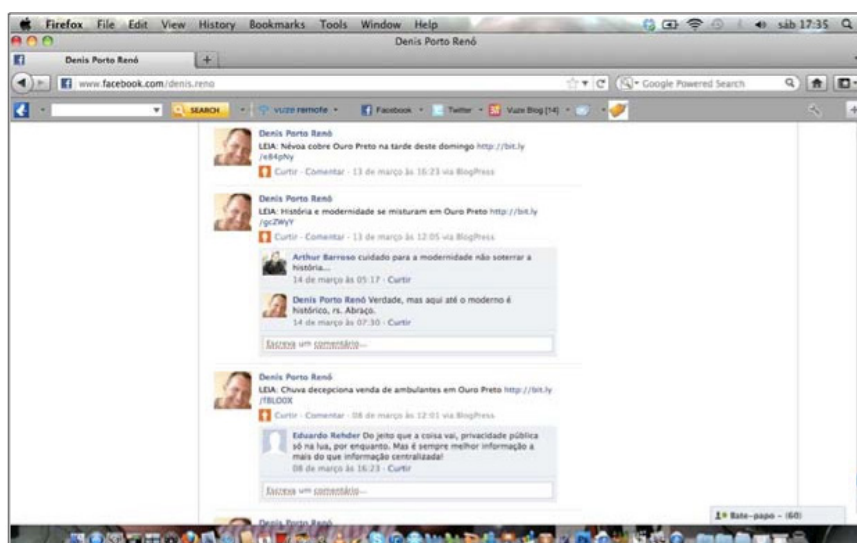 Firefox File Edit View History Bookmarks Tools Window Help sáb 17:35
Denis Porto Renó
Denis Porto Renó
www.facebook.com/denis.reno Google Powered Search
SEARCH vuze remote Facebook Twitter Vuze Blog [14]
Denis Porto Renó
LEIA: Névoa cobre Ouro Preto na tarde deste domingo http://bit.ly
/e84pNy
Curtir · Comentar · 13 de março às 16:23 via BlogPress
Denis Porto Renó
LEIA: História e modernidade se misturam em Ouro Preto http://bit.ly
/gcZWyY
Curtir · Comentar · 13 de março às 12:05 via BlogPress
Arthur Barroso cuidado para a modernidade não soterrar a
história...
14 de março às 05:17 · Curtir
Denis Porto Renó Verdade, mas aqui até o moderno é
histórico, rs. Abraço.
14 de março às 07:30 · Curtir
Escreva um comentário...
Denis Porto Renó
LEIA: Chuva decepciona venda de ambulantes em Ouro Preto http://bit.ly
Curtir · Comentar · 08 de março às 12:01 via BlogPress
Eduardo Rehder Do jeito que a coisa vai, privacidade pública
só na lua, por enquanto. Mas é sempre melhor informação a
mais do que informação centralizada!
08 de março às 16:23 · Curtir
Escreva um comentário...
Denis Porto Renó
Bate-papo - (60)